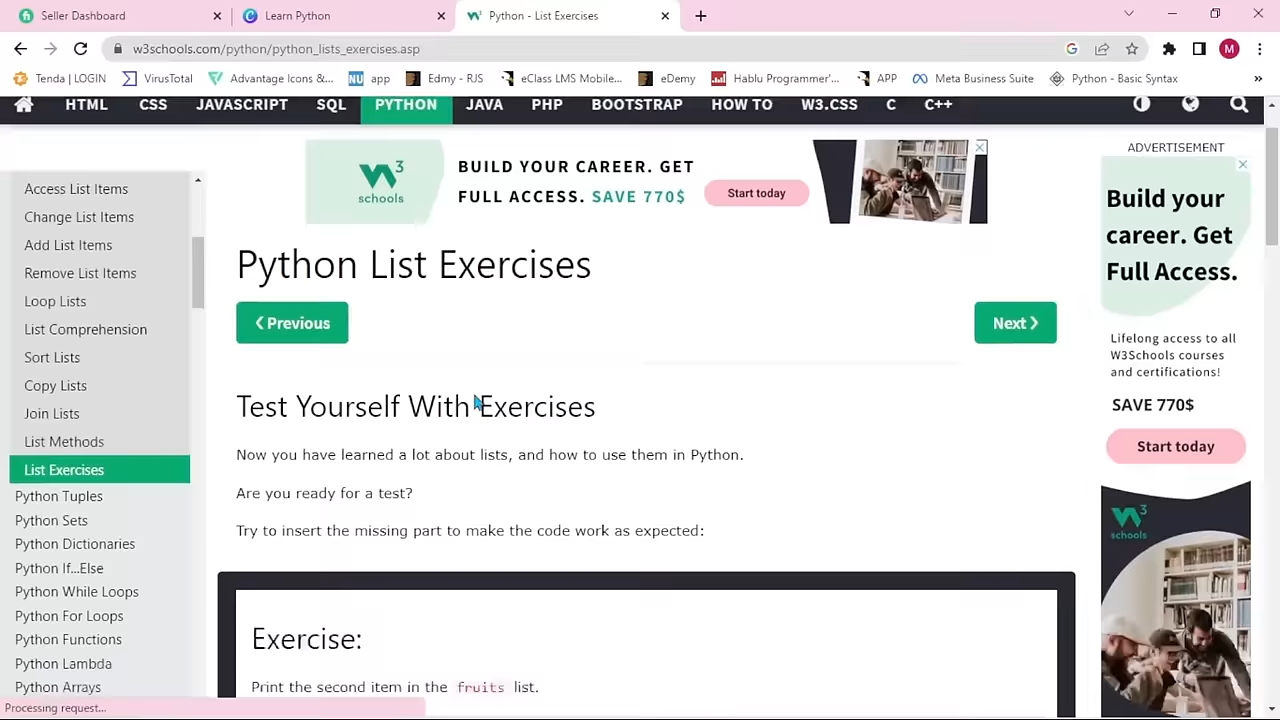 Seller Dashboard
Learn Python
Python - List Exercises
w3schools.com/python/python_lists_exercises.asp
M
Tenda | LOGIN
VirusTotal
Advantage Icons &...
NU app
Edmy - RJS
eClass LMS Mobile...
eDemy
Hablu Programmer'...
APP
Meta Business Suite
Python - Basic Syntax
»
HTML
CSS
JAVASCRIPT
SQL
PYTHON
JAVA
PHP
BOOTSTRAP
HOW TO
W3.CSS
C
C++
W3
schools
BUILD YOUR CAREER. GET
FULL ACCESS. SAVE 770$
Start today
ADVERTISEMENT
Access List Items
Change List Items
Add List Items
Remove List Items
Loop Lists
List Comprehension
Sort Lists
Copy Lists
Join Lists
List Methods
List Exercises
Python Tuples
Python Sets
Python Dictionaries
Python If...Else
Python While Loops
Python For Loops
Python Functions
Python Lambda
Python Arrays
Python List Exercises
❮ Previous
Next ❯
Test Yourself With Exercises
Now you have learned a lot about lists, and how to use them in Python.
Are you ready for a test?
Try to insert the missing part to make the code work as expected:
Exercise:
Print the second item in the fruits list.
Build your
career. Get
Full Access.
Lifelong access to all
W3Schools courses
and certifications!
SAVE 770$
Start today
W3
schools
Processing request...